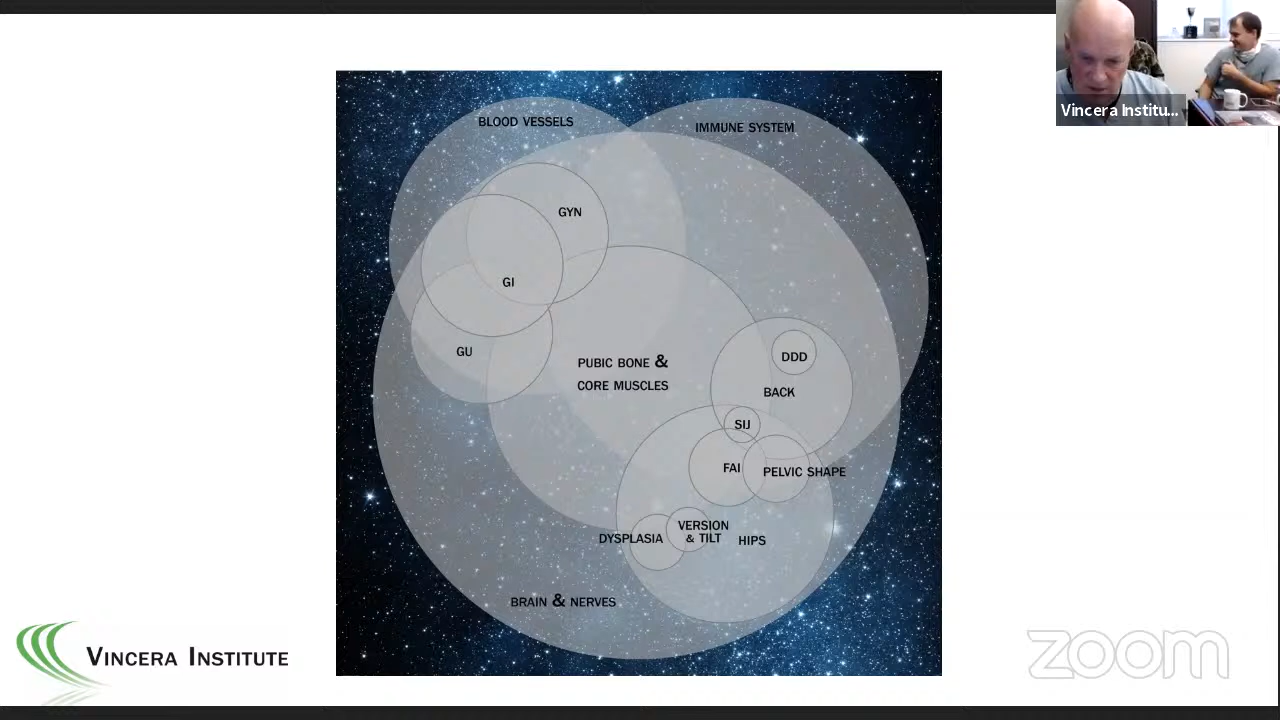 Vincera Institu...
BLOOD VESSELS
IMMUNE SYSTEM
GYN
GI
GU
PUBIC BONE &
CORE MUSCLES
DDD
BACK
SIJ
FAI
PELVIC SHAPE
VERSION
& TILT
DYSPLASIA
HIPS
BRAIN & NERVES
VINCERA INSTITUTE
zoom